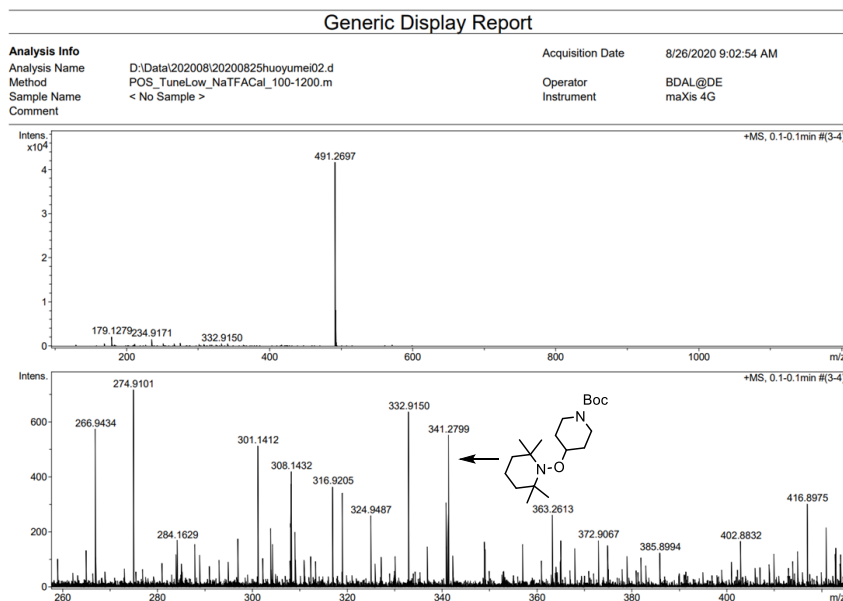 Generic Display Report
Analysis Info
Acquisition Date 8/26/2020 9:02:54 AM
Analysis Name D:\Data\202008\20200825huoyumei02.d
Method POS_TuneLow_NaTFACal_100-1200.m
Operator BDAL@DE
Sample Name < No Sample >
Instrument maXis 4G
Comment
Intens.
x10⁴
+MS, 0.1-0.1min #(3-4)
491.2697
4
3
2
1
0
179.1279
234.9171
332.9150
200 400 600 800 1000 m/z
Intens.
+MS, 0.1-0.1min #(3-4)
274.9101
332.9150
Boc
N
266.9434
341.2799
600
301.1412
N
O
308.1432
400
316.9205
416.8975
324.9487
363.2613
200
284.1629
372.9067
385.8994
402.8832
0
260 280 300 320 340 360 380 400 m/z